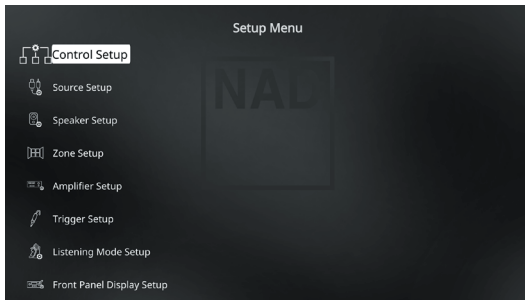 Setup Menu
Control Setup
NAD
Source Setup
Speaker Setup
Zone Setup
Amplifier Setup
Trigger Setup
Listening Mode Setup
Front Panel Display Setup